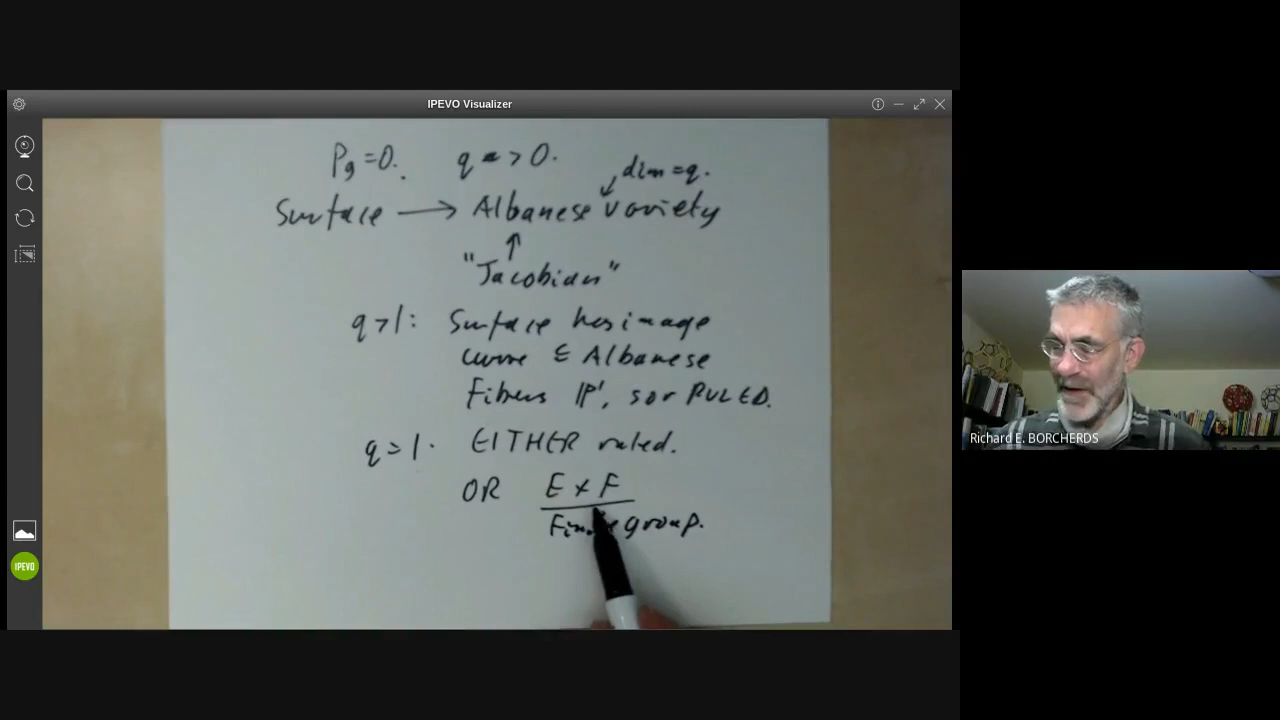 IPEVO Visualizer
Pg = 0. q > 0.
dim = q.
Surface → Albanese variety
↑
"Jacobian"
q > 1: Surface has image
curve ⊆ Albanese
Fibers P¹, so RULED.
q = 1. EITHER ruled.
OR E × F
group.
IPEVO
Richard E. BORCHERDS